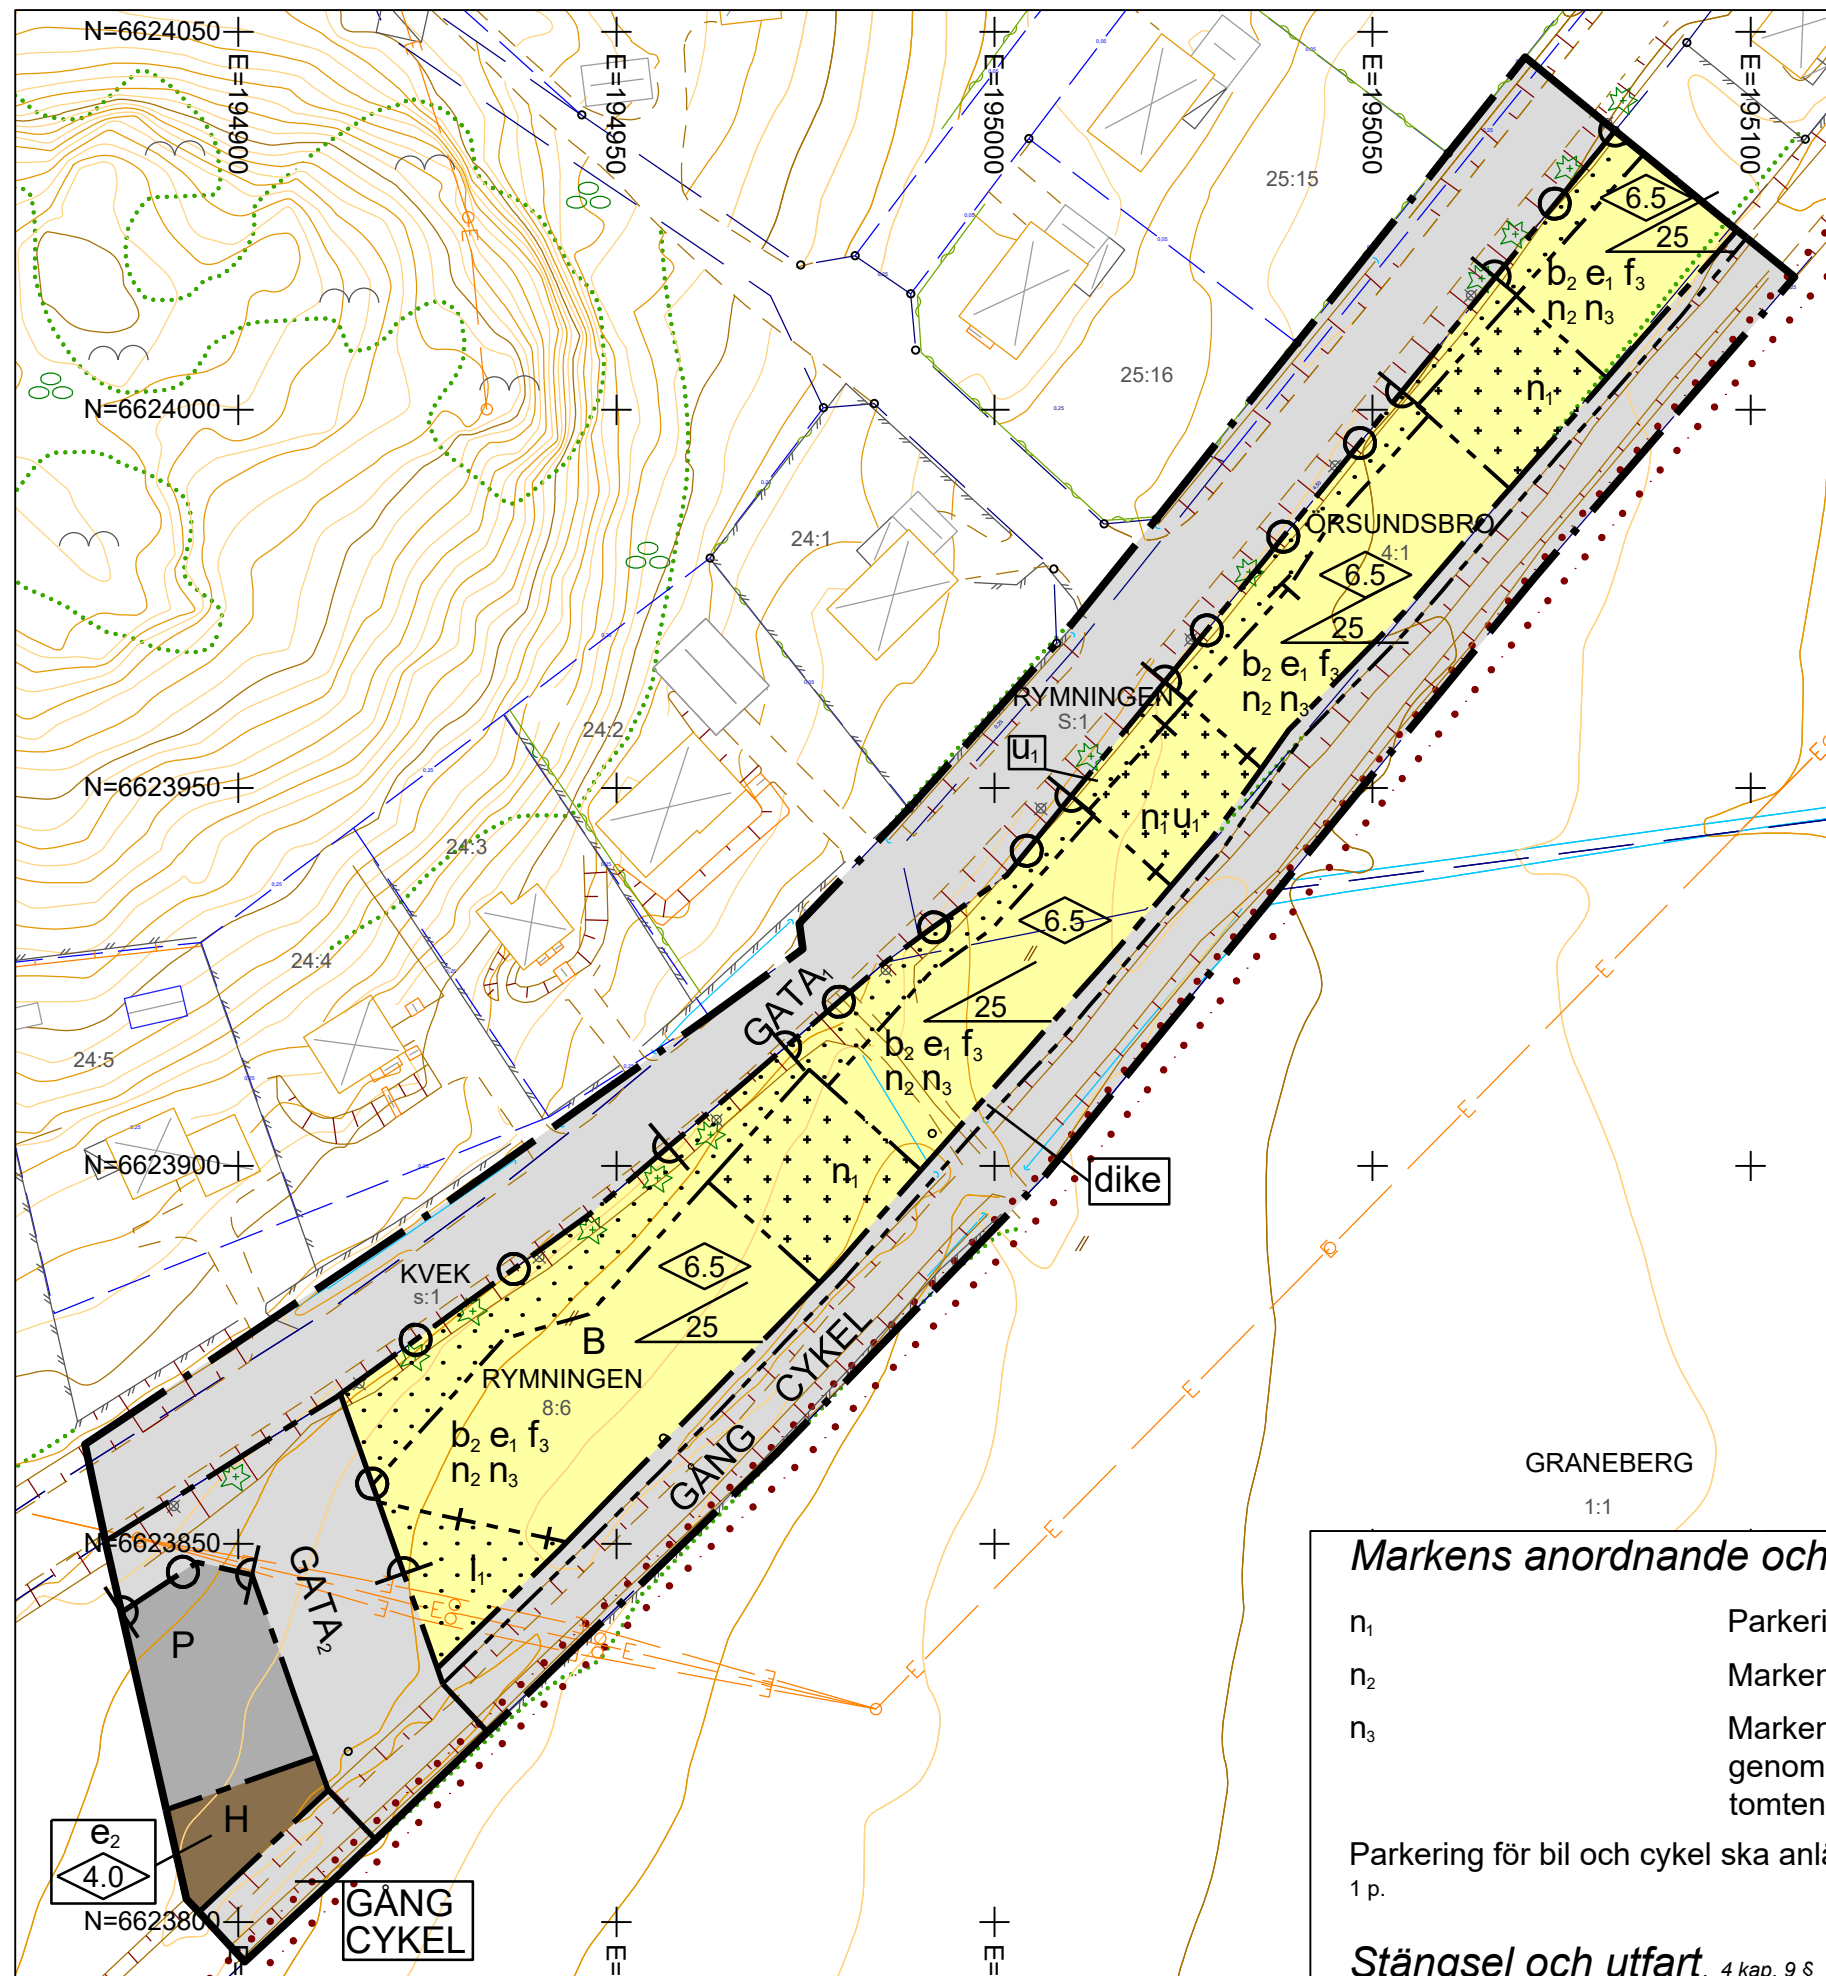 N=6624050
E=194900
E=194950
E=195000
E=195050
E=195100
25:15
6.5
25
b₂ e₁ f₃
n₂ n₃
25:16
N=6624000
n₁
ÖRSUNDSBRO
4:1
24:1
6.5
25
b₂ e₁ f₃
n₂ n₃
RYMNINGEN
S:1
24:2
u₁
N=6623950
n₁ u₁
24:3
6.5
24:4
GATA₁
25
b₂ e₁ f₃
n₂ n₃
24:5
N=6623900
n₁
dike
6.5
KVEK
s:1
25
B
RYMNINGEN
8:6
GÅNG CYKEL
b₂ e₁ f₃
n₂ n₃
GRANEBERG
1:1
N=6623850
GATA₂
l₁
P
H
e₂
4.0
GÅNG
CYKEL
N=6623800
E=
E=
E=
Markens anordnande och
n₁ Parkeri
n₂ Marken
n₃ Marken
genom
tomten
Parkering för bil och cykel ska anlä
1 p.
Stängsel och utfart, 4 kap. 9 §